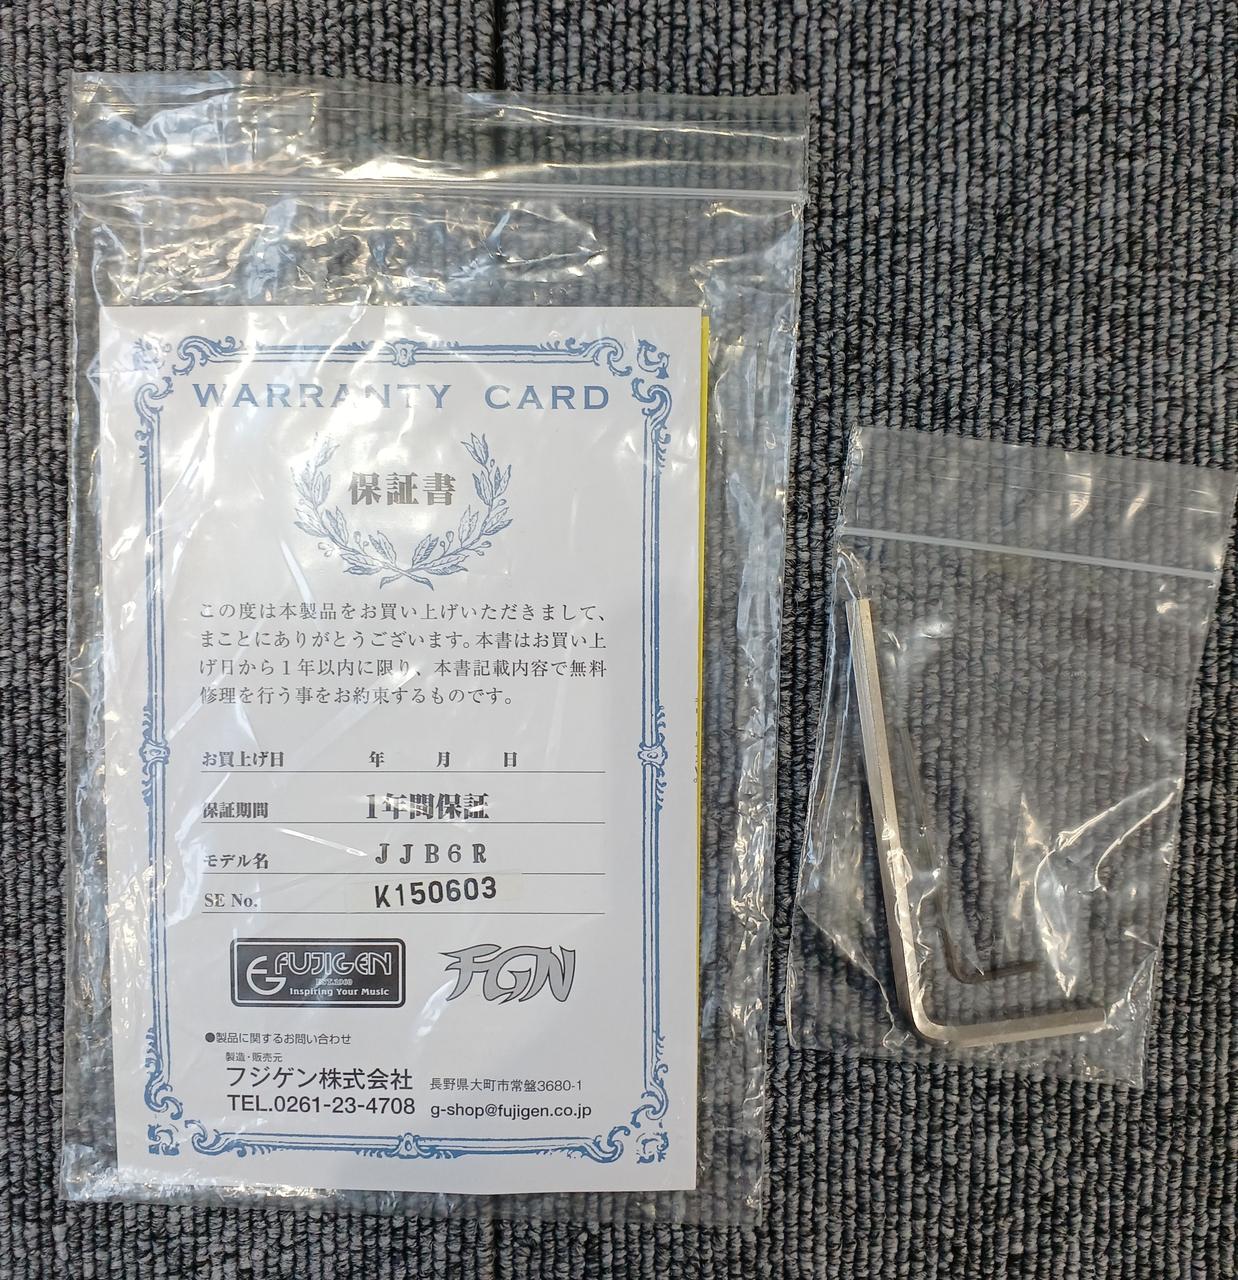 WARRANTY CARD
保証書
この度は本製品をお買い上げいただきまして、
まことにありがとうございます。本書はお買い上
げ日から1年以内に限り、本書記載内容で無料
修理を行う事をお約束するものです。
お買上げ日 年 月 日
保証期間 1年間保証
モデル名 JJB6R
SE No. K150603
FUJIGEN
EST.1960
Inspiring Your Music
FGN
●製品に関するお問い合わせ
製造・販売元
フジゲン株式会社 長野県大町市常盤3680-1
TEL.0261-23-4708 g-shop@fujigen.co.jp